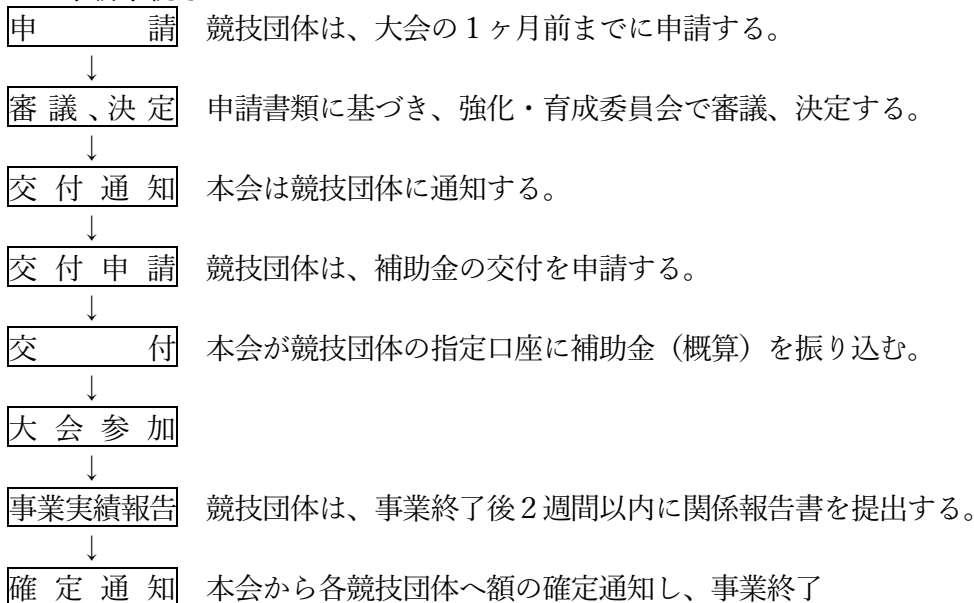 申請 競技団体は、大会の1ヶ月前までに申請する。
↓
審議、決定 申請書類に基づき、強化・育成委員会で審議、決定する。
↓
交付通知 本会は競技団体に通知する。
↓
交付申請 競技団体は、補助金の交付を申請する。
↓
交付 本会が競技団体の指定口座に補助金（概算）を振り込む。
↓
大会参加
↓
事業実績報告 競技団体は、事業終了後2週間以内に関係報告書を提出する。
↓
確定通知 本会から各競技団体へ額の確定通知し、事業終了